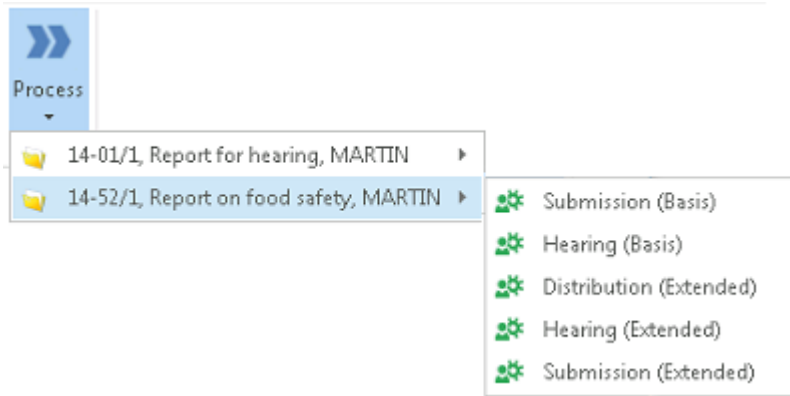 Process
14-01/1, Report for hearing, MARTIN
14-52/1, Report on food safety, MARTIN
Submission (Basis)
Hearing (Basis)
Distribution (Extended)
Hearing (Extended)
Submission (Extended)